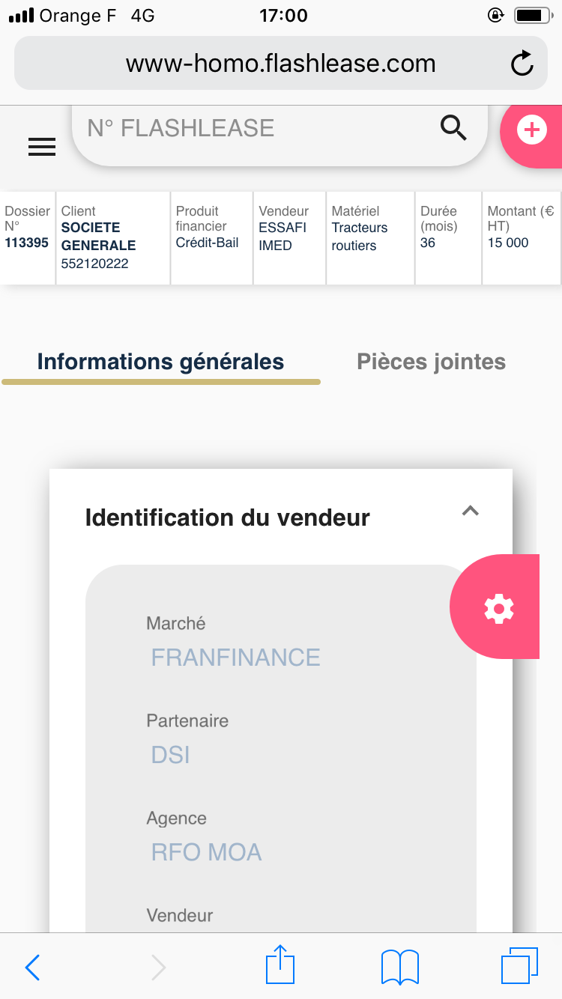 Orange F 4G 17:00
www-homo.flashlease.com
N° FLASHLEASE
Dossier N° 113395
Client SOCIETE GENERALE 552120222
Produit financier Crédit-Bail
Vendeur ESSAFI IMED
Matériel Tracteurs routiers
Durée (mois) 36
Montant (€ HT) 15 000
Informations générales Pièces jointes
Identification du vendeur
Marché
FRANFINANCE
Partenaire
DSI
Agence
RFO MOA
Vendeur